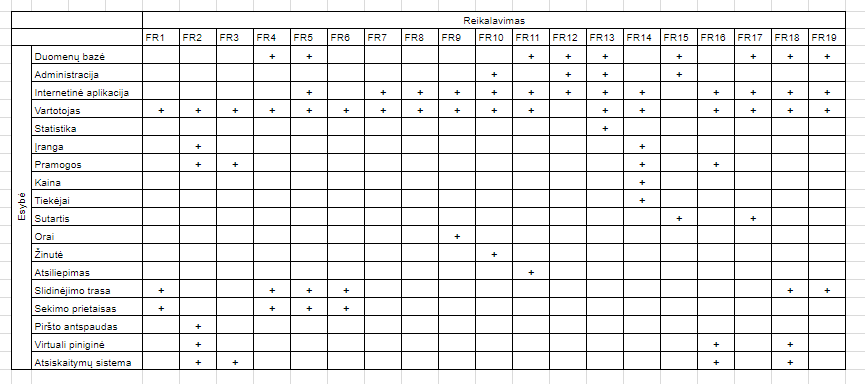 Reikalavimas
FR1 FR2 FR3 FR4 FR5 FR6 FR7 FR8 FR9 FR10 FR11 FR12 FR13 FR14 FR15 FR16 FR17 FR18 FR19
Esybė
Duomenų bazė + + + + + + + + +
Administracija + + + +
Internetinė aplikacija + + + + + + + + + + + + +
Vartotojas + + + + + + + + + + + + + + + + +
Statistika +
Įranga + +
Pramogos + + + +
Kaina +
Tiekėjai +
Sutartis + +
Orai +
Žinutė +
Atsiliepimas +
Slidinėjimo trasa + + + + + +
Sekimo prietaisas + + + +
Piršto antspaudas +
Virtuali piniginė + + +
Atsiskaitymų sistema + + + +